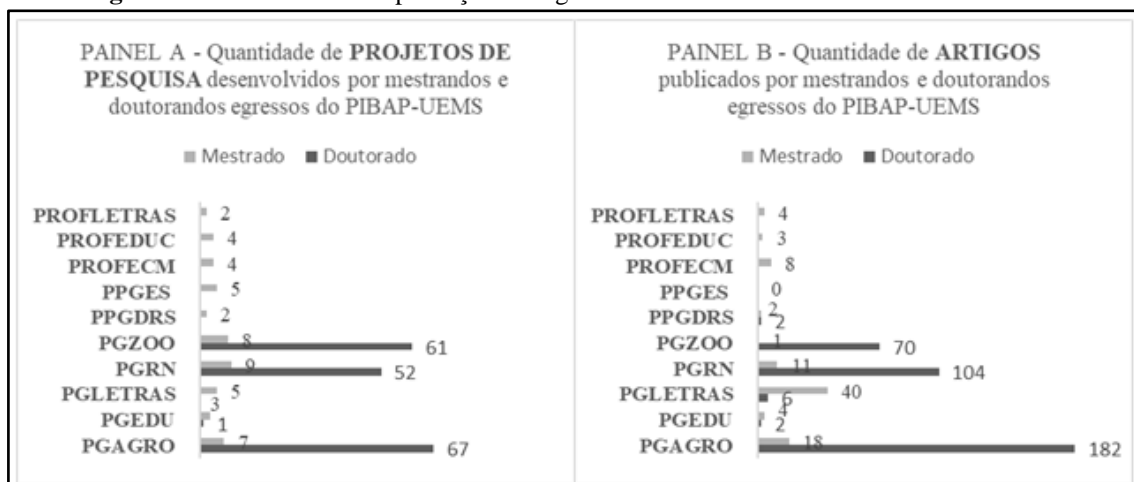 PAINEL A - Quantidade de PROJETOS DE
PESQUISA desenvolvidos por mestrandos e
doutorandos egressos do PIBAP-UEMS
Mestrado Doutorado
PROFLETRAS 2
PROFEDUC 4
PROFECM 4
PPGES 5
PPGDRS 2
PGZOO 8 61
PGRN 9 52
PGLETRAS 5
PGEDU 3 1
PGAGRO 7 67
PAINEL B - Quantidade de ARTIGOS
publicados por mestrandos e doutorandos
egressos do PIBAP-UEMS
Mestrado Doutorado
PROFLETRAS 4
PROFEDUC 3
PROFECM 8
PPGES 0
PPGDRS 2 2
PGZOO 1 70
PGRN 11 104
PGLETRAS 40 6
PGEDU 4 2
PGAGRO 18 182